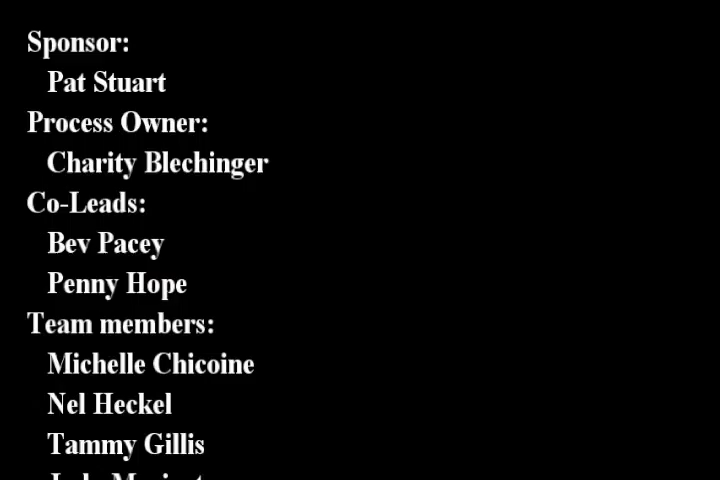 Sponsor:
Pat Stuart
Process Owner:
Charity Blechinger
Co-Leads:
Bev Pacey
Penny Hope
Team members:
Michelle Chicoine
Nel Heckel
Tammy Gillis